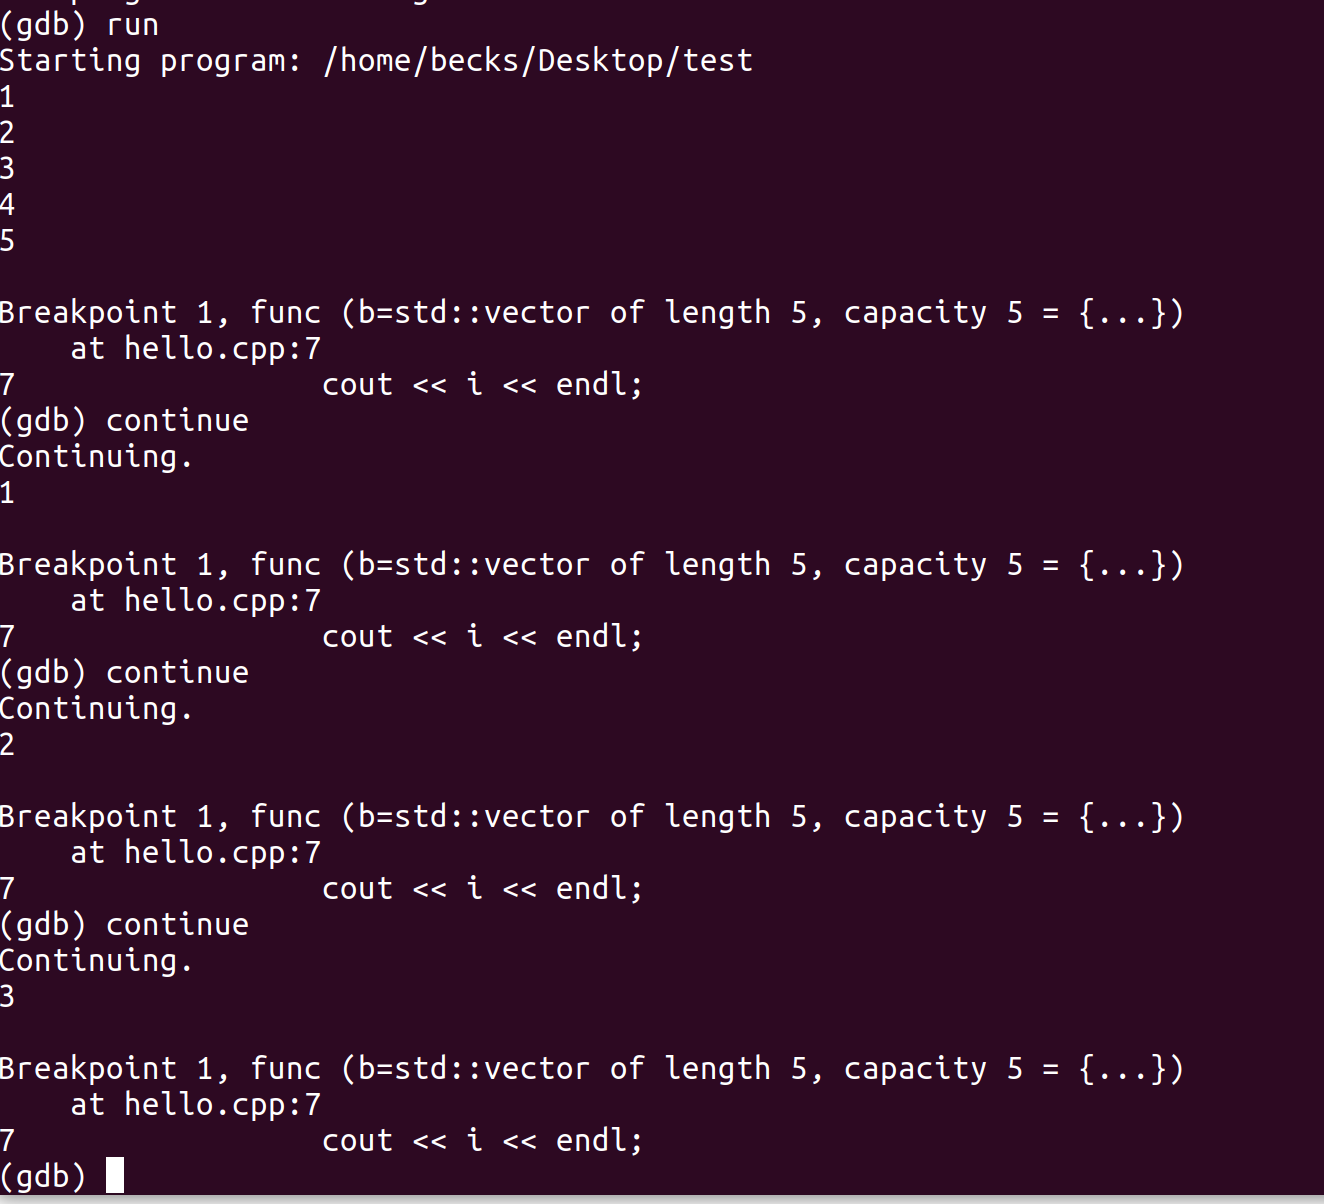 (gdb) run
Starting program: /home/becks/Desktop/test
1
2
3
4
5

Breakpoint 1, func (b=std::vector of length 5, capacity 5 = {...})
    at hello.cpp:7
7                 cout << i << endl;
(gdb) continue
Continuing.
1

Breakpoint 1, func (b=std::vector of length 5, capacity 5 = {...})
    at hello.cpp:7
7                 cout << i << endl;
(gdb) continue
Continuing.
2

Breakpoint 1, func (b=std::vector of length 5, capacity 5 = {...})
    at hello.cpp:7
7                 cout << i << endl;
(gdb) continue
Continuing.
3

Breakpoint 1, func (b=std::vector of length 5, capacity 5 = {...})
    at hello.cpp:7
7                 cout << i << endl;
(gdb)